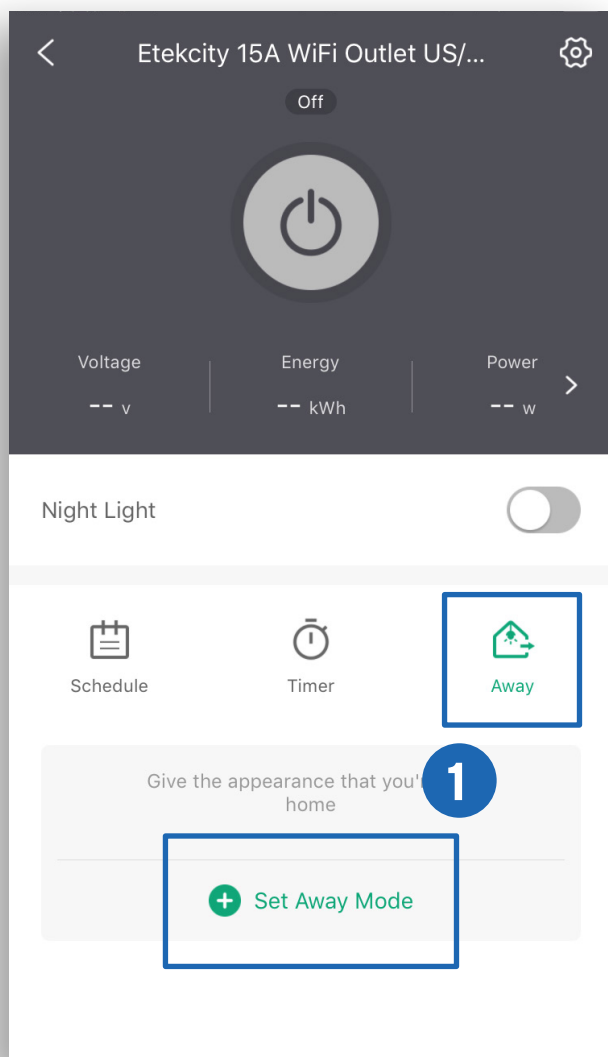 Etekcity 15A WiFi Outlet US/...
Off
Voltage Energy Power
-- v -- kWh -- w
Night Light
Schedule Timer Away
Give the appearance that
home
1
Set Away Mode